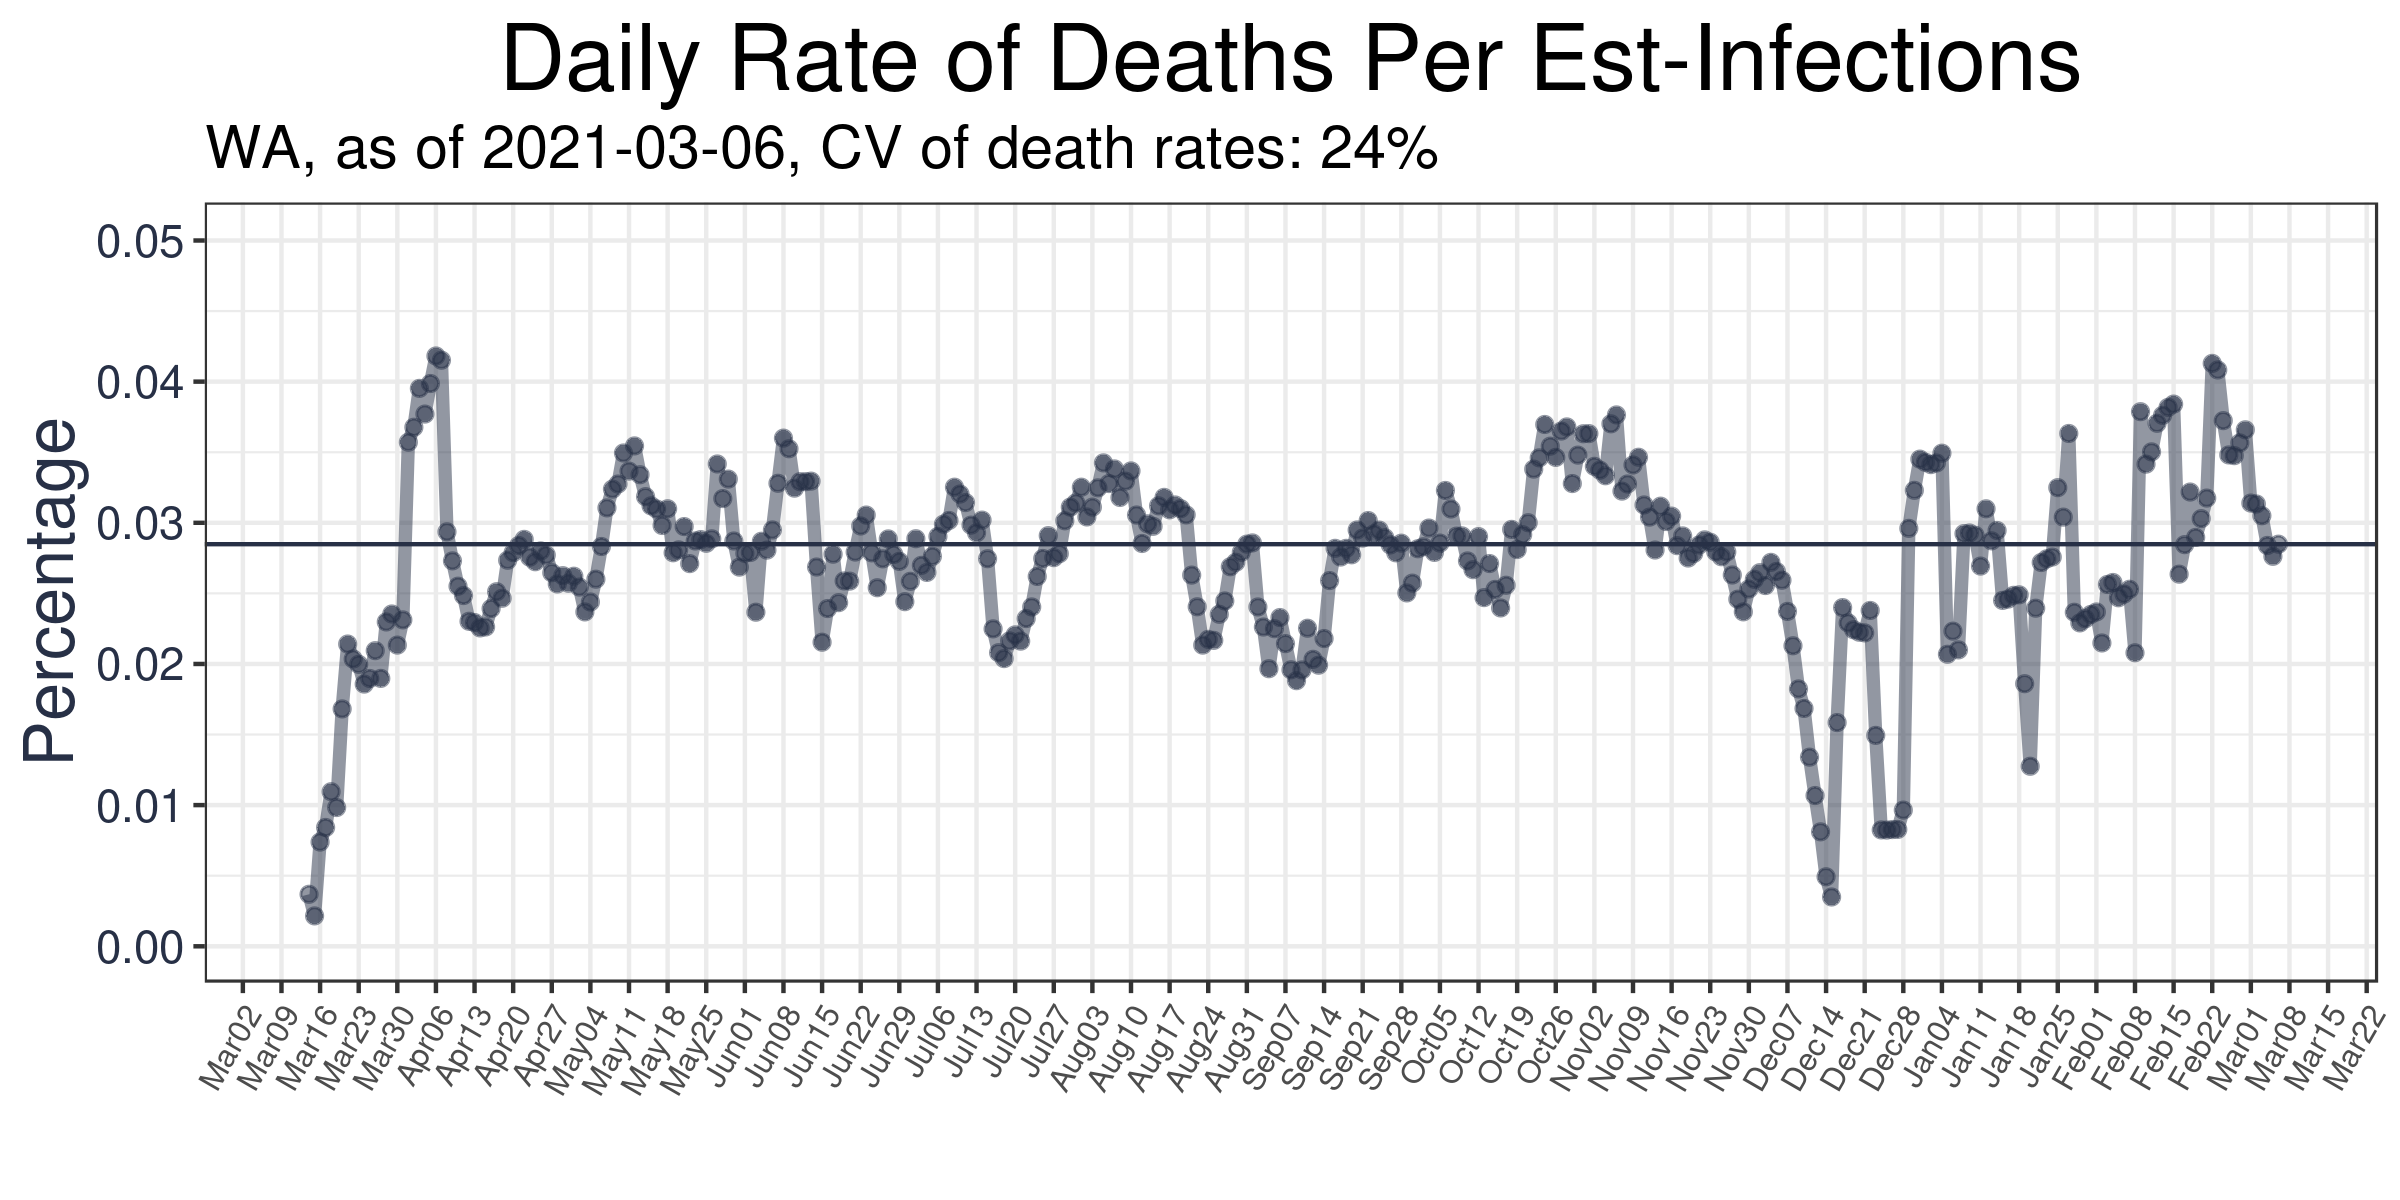 Daily Rate of Deaths Per Est-Infections
WA, as of 2021-03-06, CV of death rates: 24%
Percentage
0.05
0.04
0.03
0.02
0.01
0.00
Mar02
Mar09
Mar16
Mar23
Mar30
Apr06
Apr13
Apr20
Apr27
May04
May11
May18
May25
Jun01
Jun08
Jun15
Jun22
Jun29
Jul06
Jul13
Jul20
Jul27
Aug03
Aug10
Aug17
Aug24
Aug31
Sep07
Sep14
Sep21
Sep28
Oct05
Oct12
Oct19
Oct26
Nov02
Nov09
Nov16
Nov23
Nov30
Dec07
Dec14
Dec21
Dec28
Jan04
Jan11
Jan18
Jan25
Feb01
Feb08
Feb15
Feb22
Mar01
Mar08
Mar15
Mar22